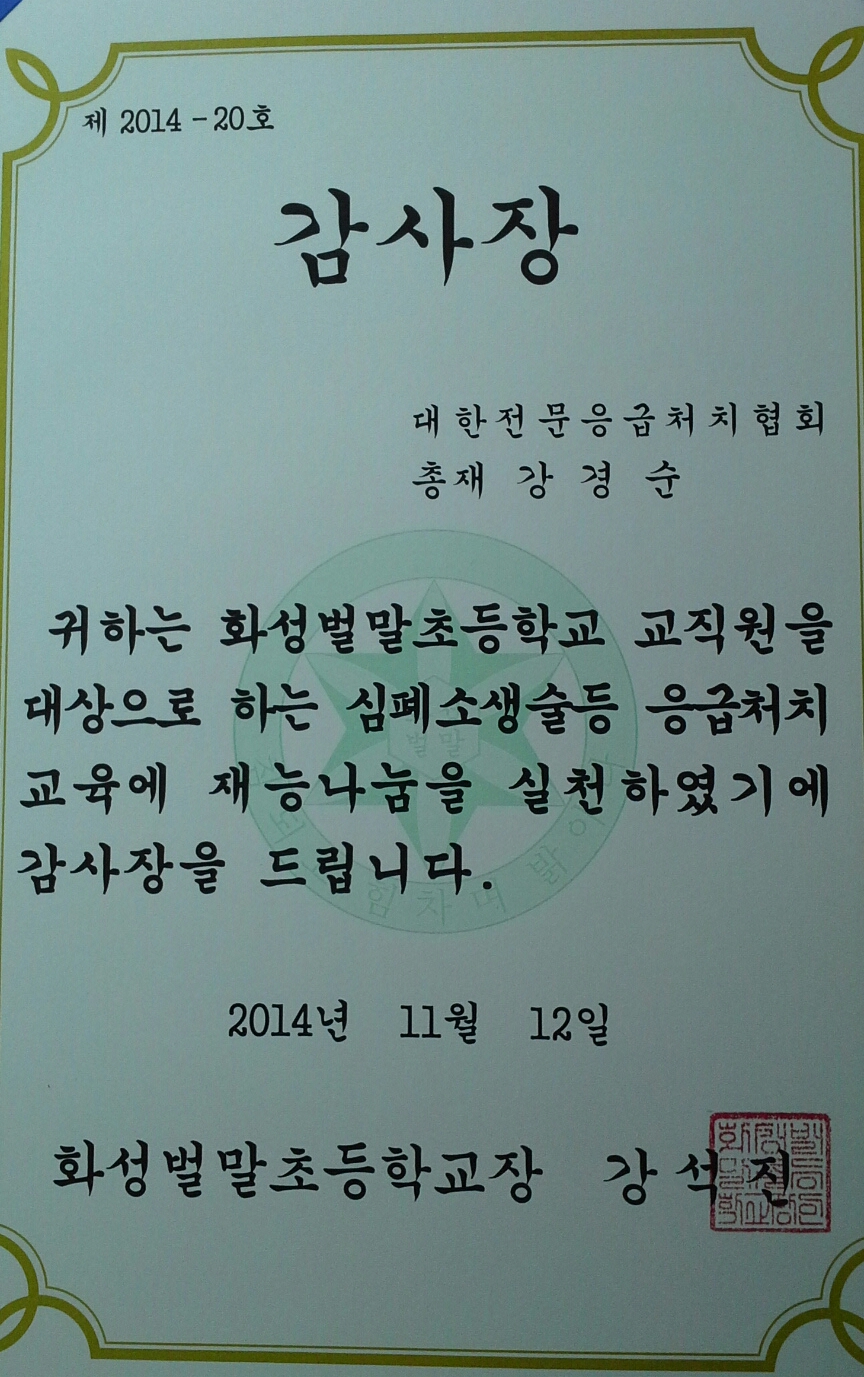 제 2014 - 20호
감사장
대한전문응급처치협회
총재 강 경 순
귀하는 화성벌말초등학교 교직원을
대상으로 하는 심폐소생술등 응급처치
교육에 재능나눔을 실천하였기에
감사장을 드립니다.
벌말
2014년 11월 12일
화성벌말초등학교장 강 석 진